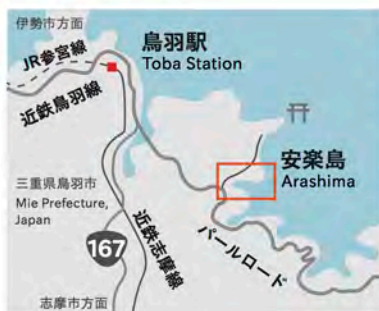 伊勢市方面
JR参宮線
近鉄鳥羽線
鳥羽駅
Toba Station
安楽島
Arashima
三重県鳥羽市
Mie Prefecture,
Japan
167
近鉄志摩線
パールロード
志摩市方面